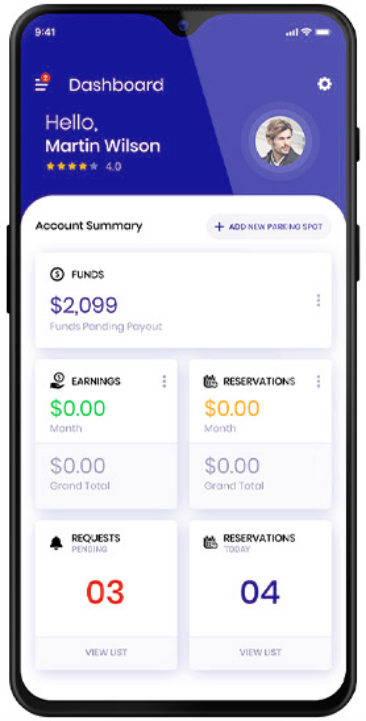 9:41
2
Dashboard
Hello,
Martin Wilson
4.0
Account Summary
+ ADD NEW PARKING SPOT
$ FUNDS
$2,099
Funds Pending Payout
EARNINGS
$0.00
Month
$0.00
Grand Total
RESERVATIONS
$0.00
Month
$0.00
Grand Total
REQUESTS
PENDING
03
VIEW LIST
RESERVATIONS
TODAY
04
VIEW LIST